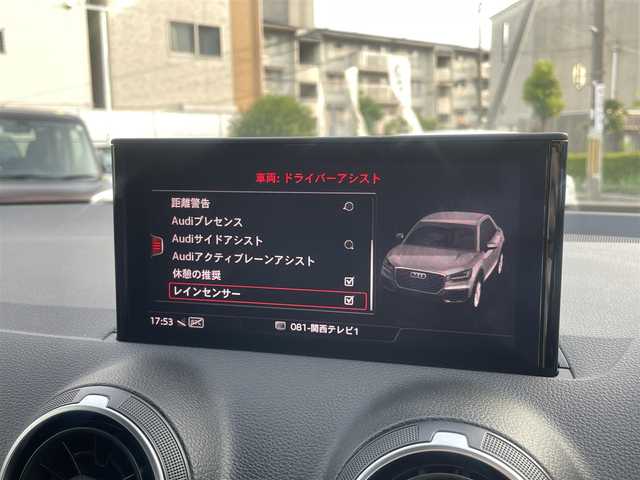 車両: ドライバーアシスト
距離警告
Audiプレセンス
Audiサイドアシスト
Audiアクティブレーンアシスト
休憩の推奨
レインセンサー
17:53
081-関西テレビ1